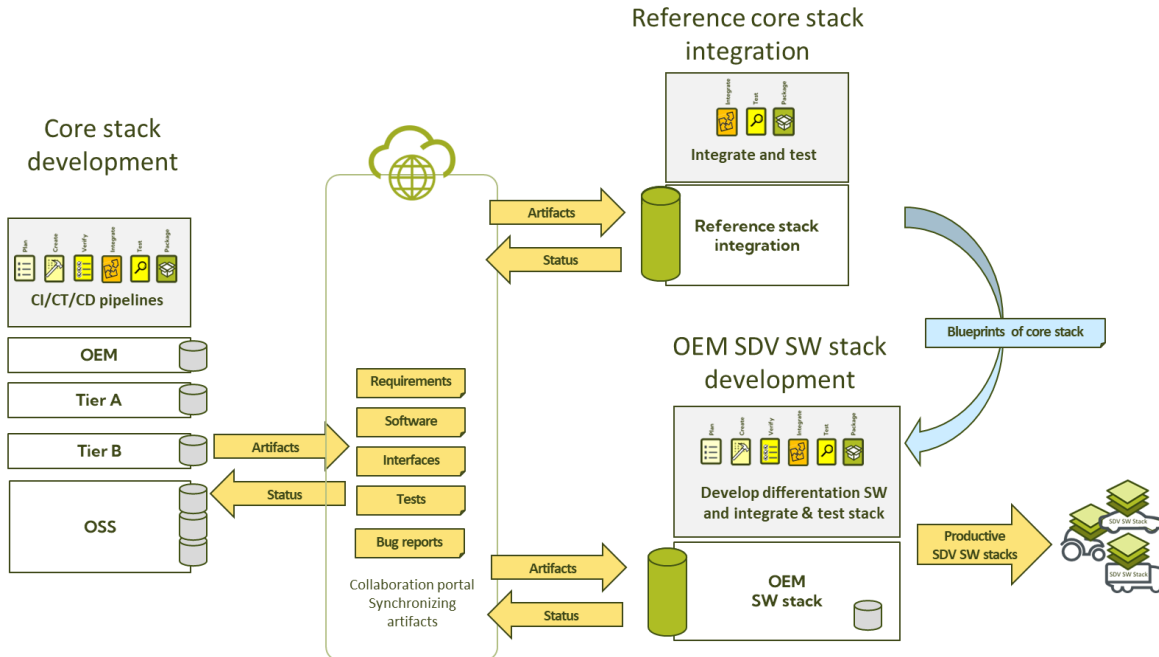 Reference core stack
integration
Integrate
Test
Package
Integrate and test
Reference stack
integration
Core stack
development
Plan
Create
Verify
Integrate
Test
Package
CI/CT/CD pipelines
OEM
Tier A
Tier B
OSS
Artifacts
Status
Requirements
Software
Interfaces
Tests
Bug reports
Collaboration portal
Synchronizing
artifacts
Artifacts
Status
Blueprints of core stack
OEM SDV SW stack
development
Plan
Create
Verify
Integrate
Test
Package
Develop differentation SW
and integrate & test stack
Artifacts
Status
OEM
SW stack
Productive
SDV SW stacks
SDV SW Stack
SDV SW Stack